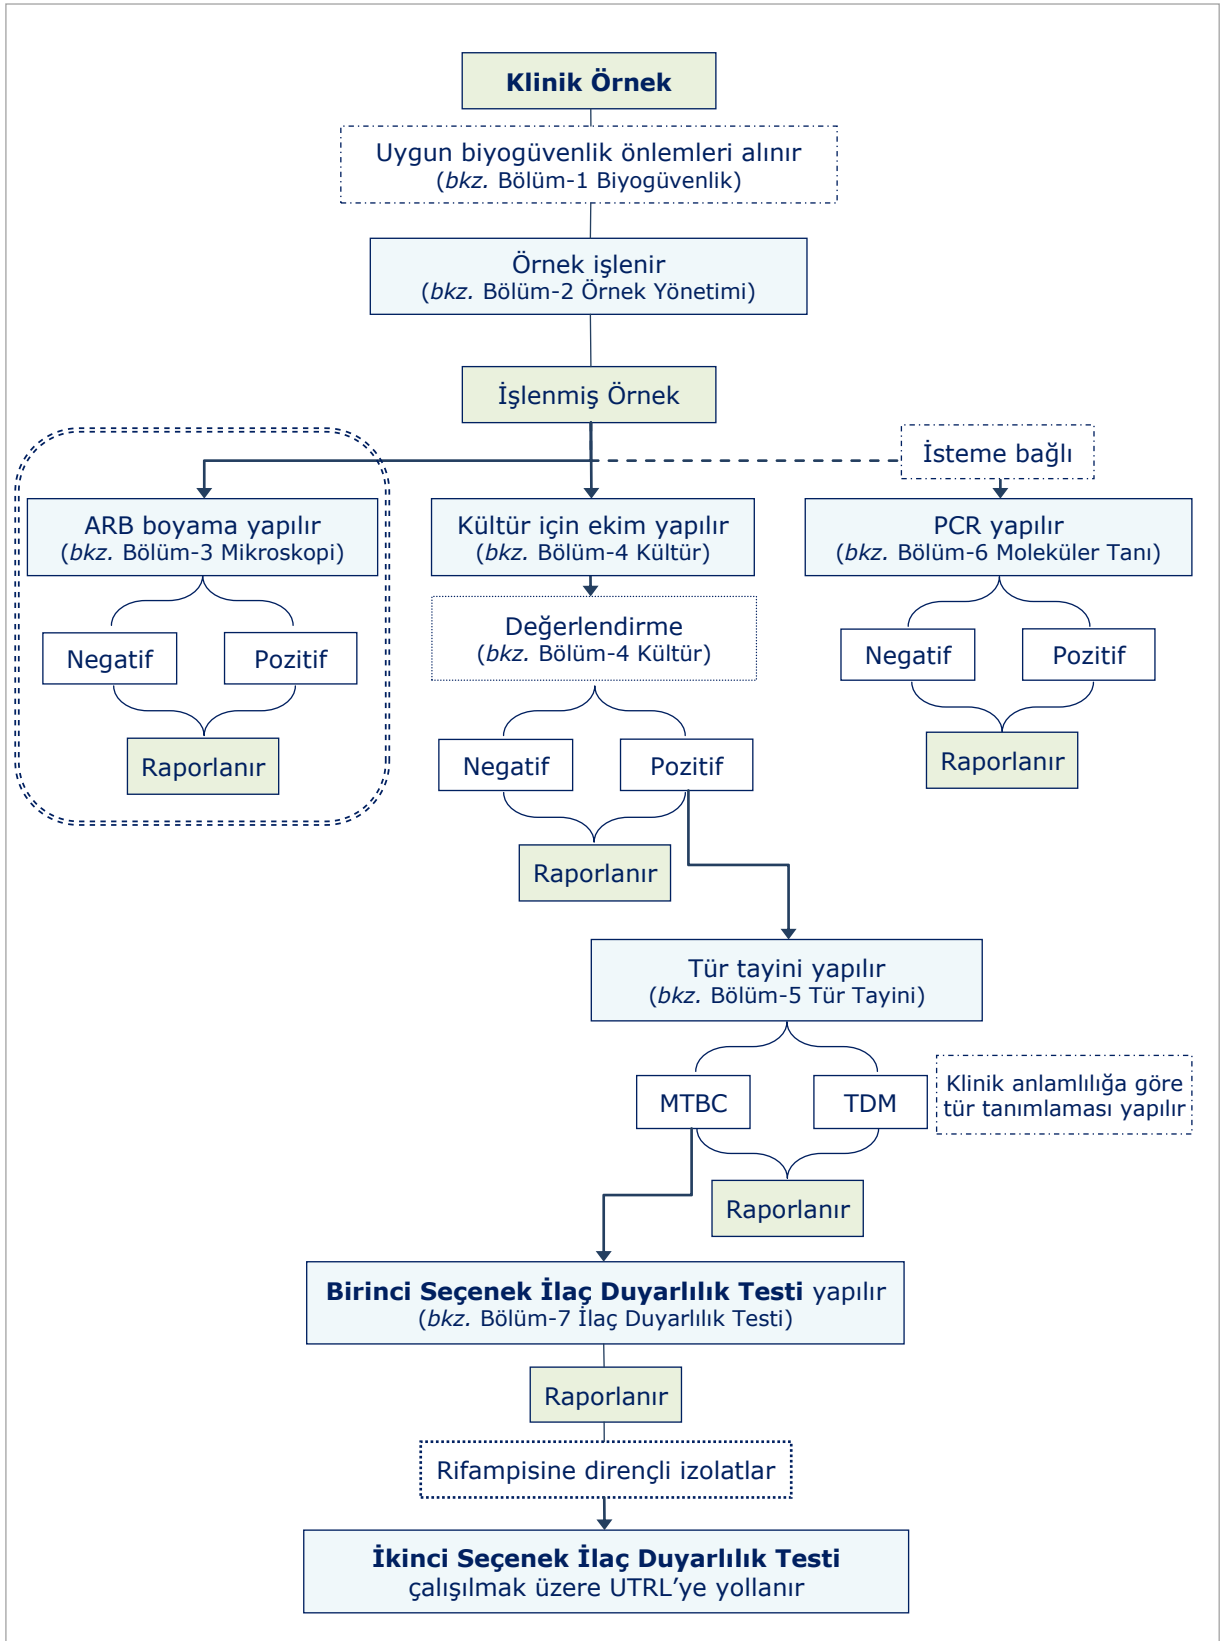 Klinik Örnek
Uygun biyogüvenlik önlemleri alınır
(bkz. Bölüm-1 Biyogüvenlik)
Örnek işlenir
(bkz. Bölüm-2 Örnek Yönetimi)
İşlenmiş Örnek
İsteme bağlı
ARB boyama yapılır
(bkz. Bölüm-3 Mikroskopi)
Kültür için ekim yapılır
(bkz. Bölüm-4 Kültür)
PCR yapılır
(bkz. Bölüm-6 Moleküler Tanı)
Değerlendirme
(bkz. Bölüm-4 Kültür)
Negatif
Pozitif
Negatif
Pozitif
Raporlanır
Negatif
Pozitif
Raporlanır
Raporlanır
Tür tayini yapılır
(bkz. Bölüm-5 Tür Tayini)
MTBC
TDM
Klinik anlamlılığa göre
tür tanımlaması yapılır
Raporlanır
Birinci Seçenek İlaç Duyarlılık Testi yapılır
(bkz. Bölüm-7 İlaç Duyarlılık Testi)
Raporlanır
Rifampisine dirençli izolatlar
İkinci Seçenek İlaç Duyarlılık Testi
çalışılmak üzere UTRL’ye yollanır